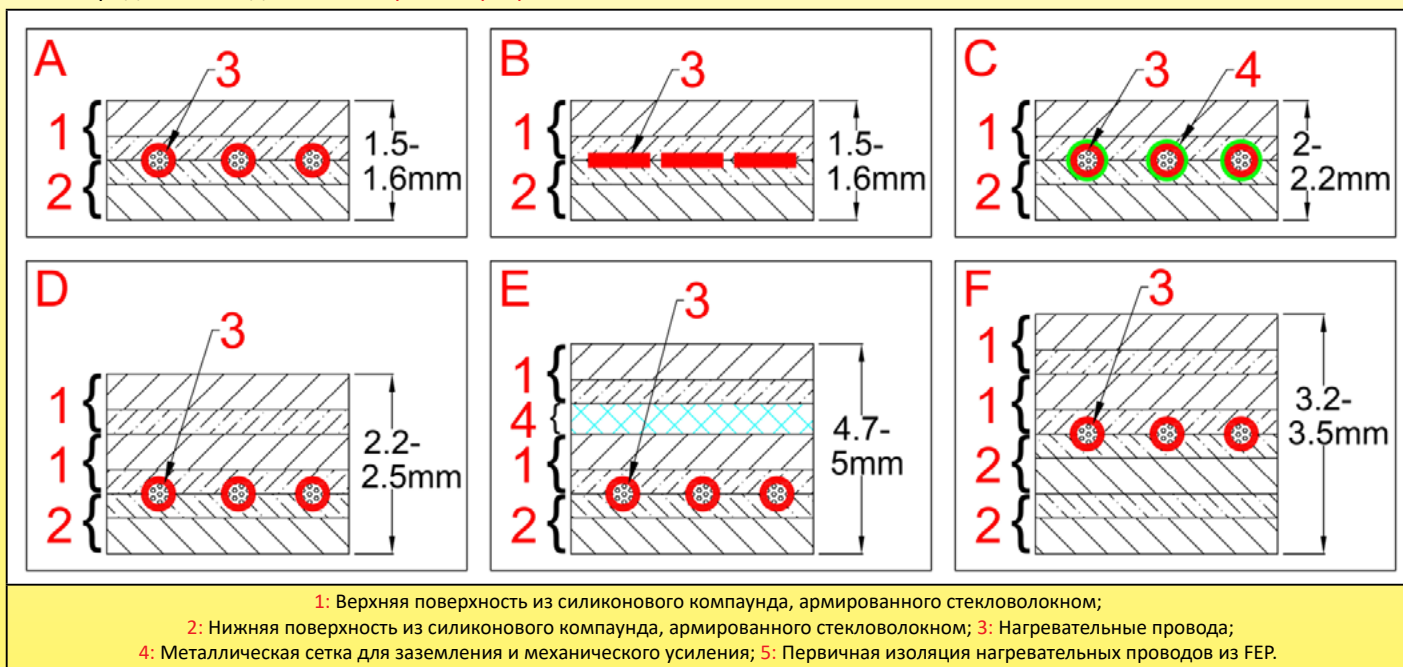 A
3
1
2
1.5-
1.6mm
B
3
1
2
1.5-
1.6mm
C
3
4
1
2
2-
2.2mm
D
3
1
1
2
2.2-
2.5mm
E
3
1
4
1
2
4.7-
5mm
F
3
1
1
2
2
3.2-
3.5mm
1: Верхняя поверхность из силиконового компаунда, армированного стекловолокном;
2: Нижняя поверхность из силиконового компаунда, армированного стекловолокном; 3: Нагревательные провода;
4: Металлическая сетка для заземления и механического усиления; 5: Первичная изоляция нагревательных проводов из FEP.